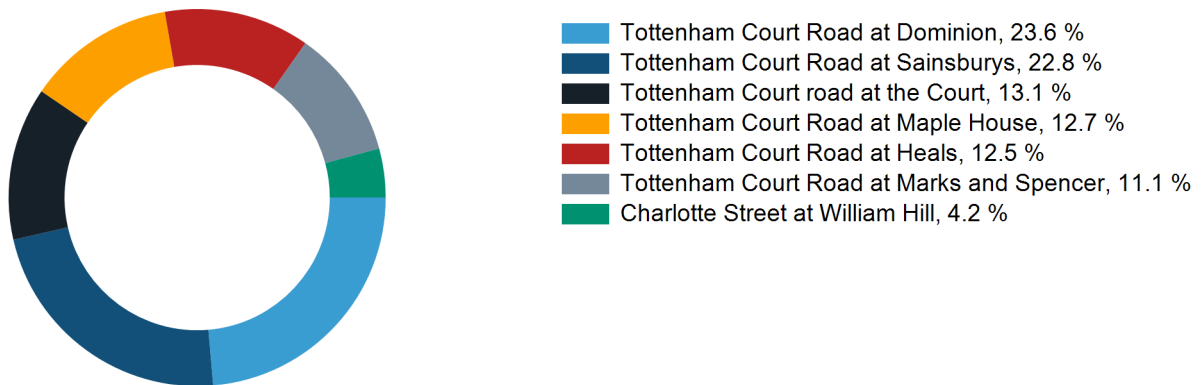 Tottenham Court Road at Dominion, 23.6 %
Tottenham Court Road at Sainsburys, 22.8 %
Tottenham Court road at the Court, 13.1 %
Tottenham Court Road at Maple House, 12.7 %
Tottenham Court Road at Heals, 12.5 %
Tottenham Court Road at Marks and Spencer, 11.1 %
Charlotte Street at William Hill, 4.2 %